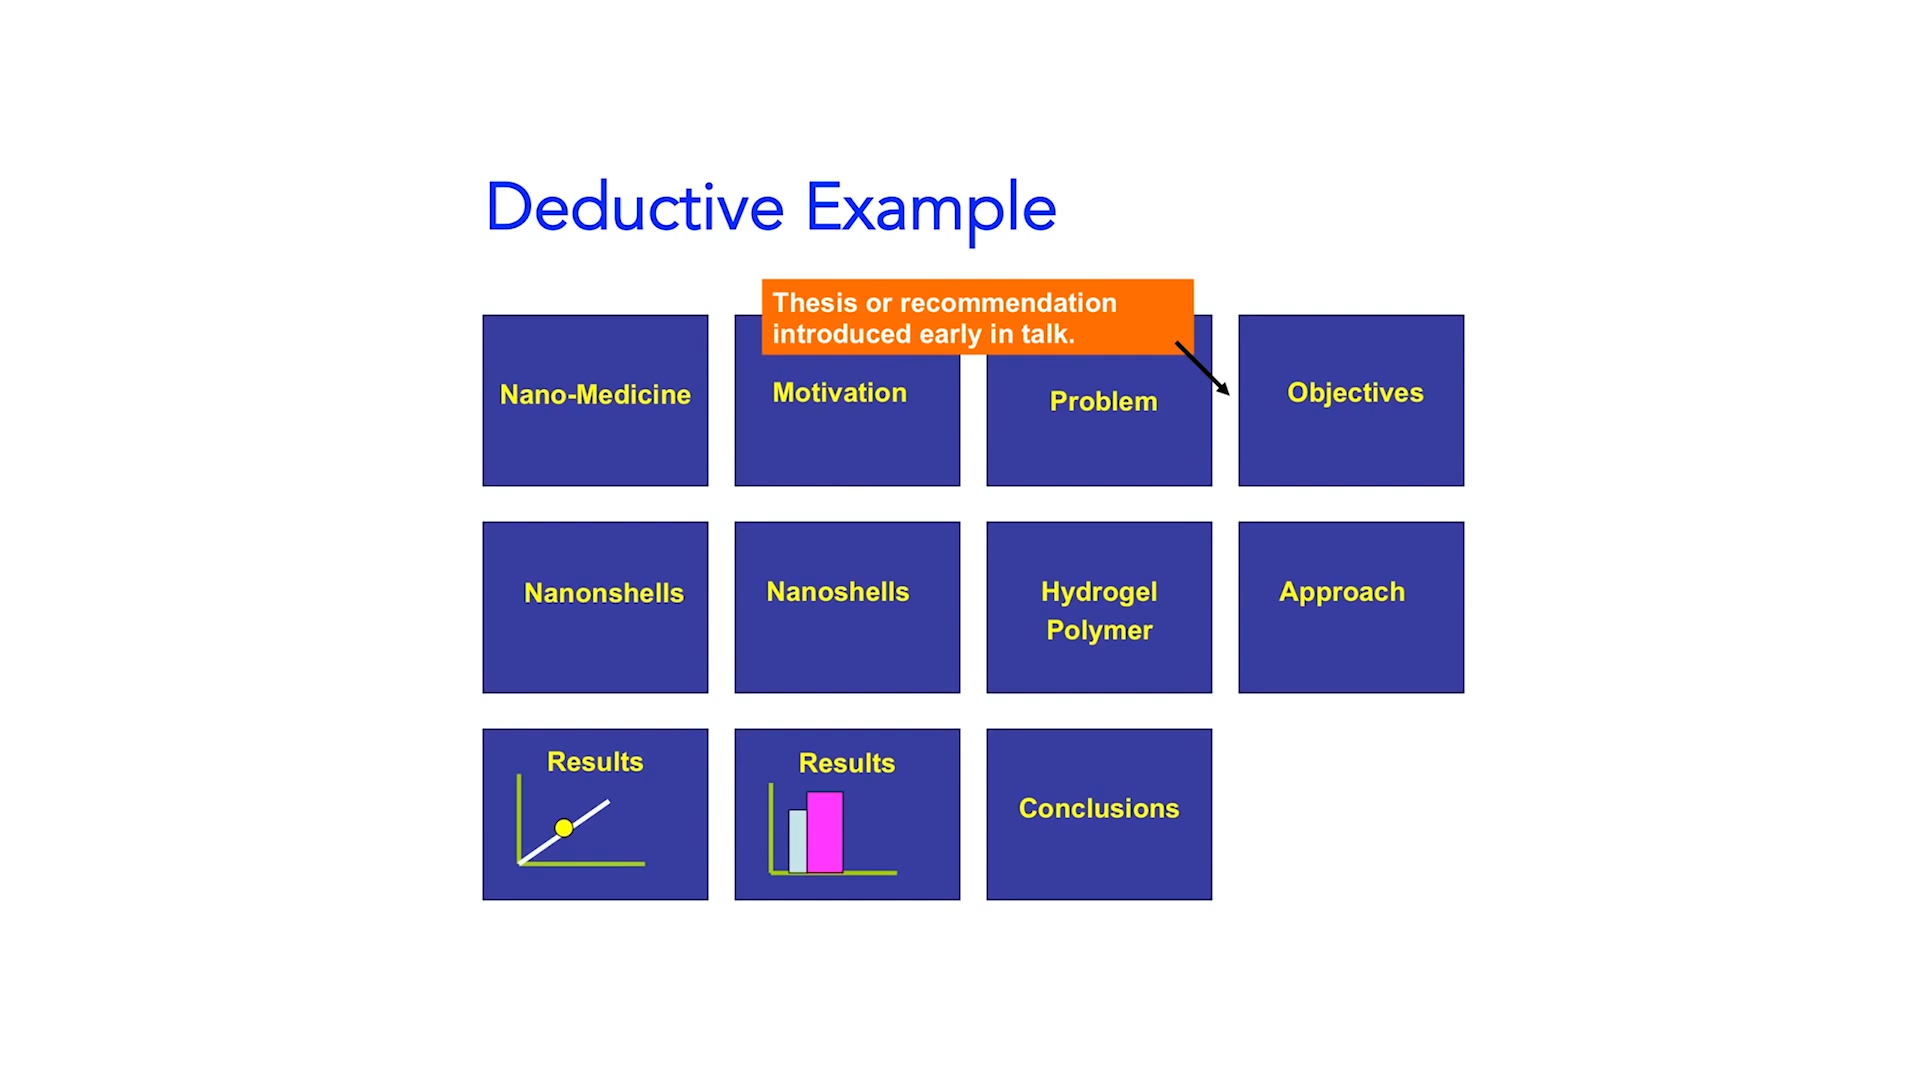 Deductive Example
Thesis or recommendation
introduced early in talk.
Nano-Medicine
Motivation
Problem
Objectives
Nanonshells
Nanoshells
Hydrogel
Polymer
Approach
Results
Results
Conclusions